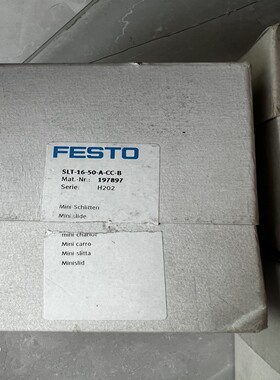 FESTO
SLT-16-50-A-CC-B
Mat.-Nr.: 197897
Serie: H202
Mini-Schlitten
Mini slide
mini-chariot
Mini carro
Mini-slitta
Minislid